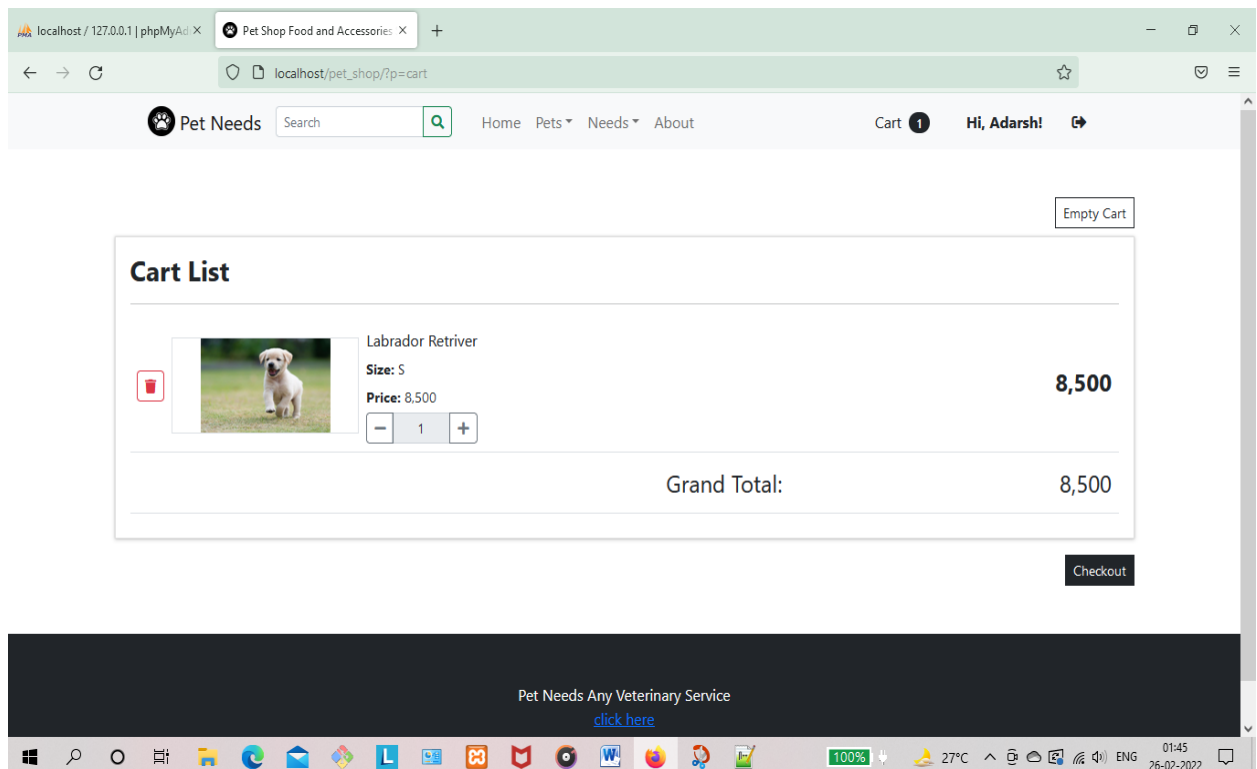 localhost / 127.0.0.1 | phpMyAd
Pet Shop Food and Accessories
localhost/pet_shop/?p=cart
Pet Needs Search Home Pets Needs About Cart 1 Hi, Adarsh!
Empty Cart
Cart List
Labrador Retriver
Size: S
Price: 8,500
8,500
1
Grand Total: 8,500
Checkout
Pet Needs Any Veterinary Service
click here
100% 27°C ENG 01:45
26-02-2022